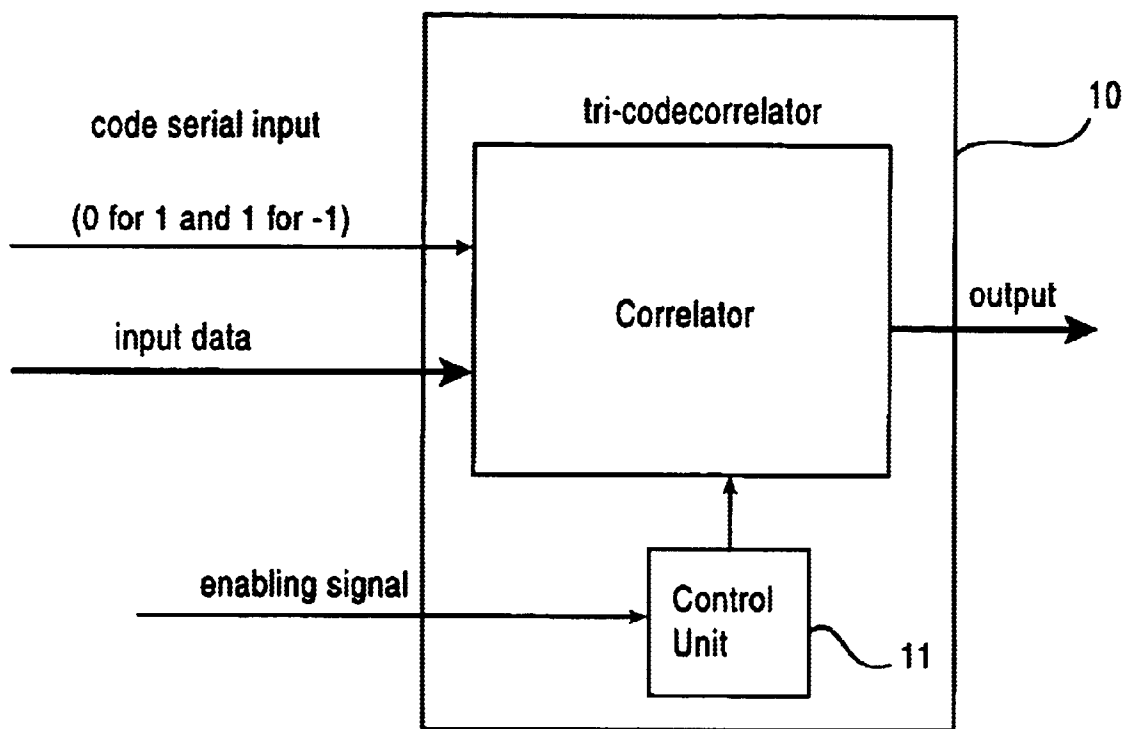 10
tri-codecorrelator
code serial input
(0 for 1 and 1 for -1)
Correlator
output
input data
enabling signal
Control
Unit
11